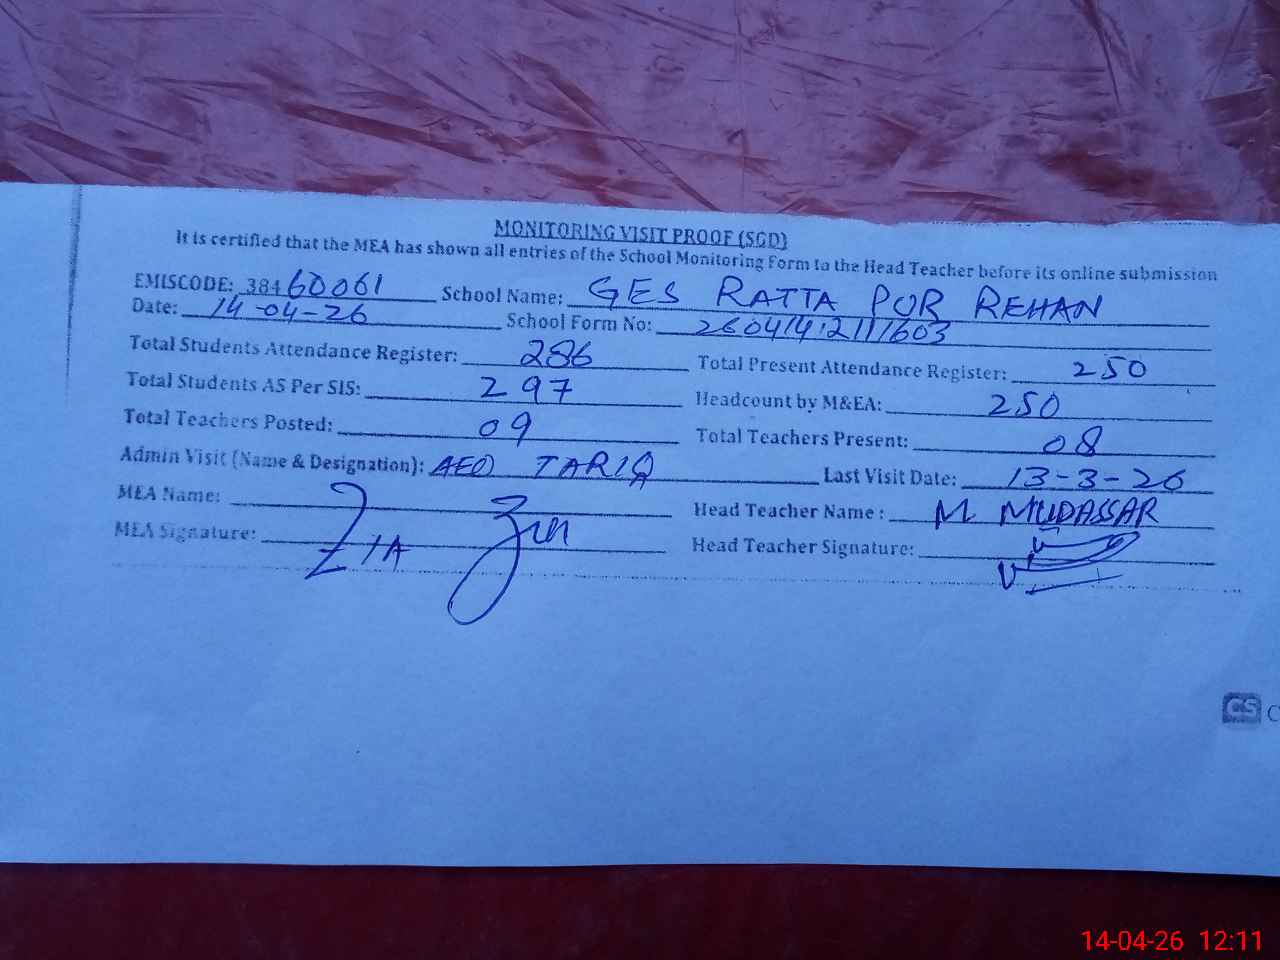 MONITORING VISIT PROOF (SGD)
It is certified that the MEA has shown all entries of the School Monitoring Form to the Head Teacher before its online submission
EMISCODE: 38460061 School Name: GES RATTA POR REHAN
Date: 14-04-26 School Form No:
Total Students Attendance Register: 286 Total Present Attendance Register: 250
Total Students AS Per SIS: 297 Headcount by M&EA: 250
Total Teachers Posted: 09 Total Teachers Present: 08
Admin Visit (Name & Designation): AEO TARIQ Last Visit Date: 13-3-26
MEA Name: ZIA Head Teacher Name : M MUDASSAR
MEA Signature: Head Teacher Signature:
CS
14-04-26 12:11